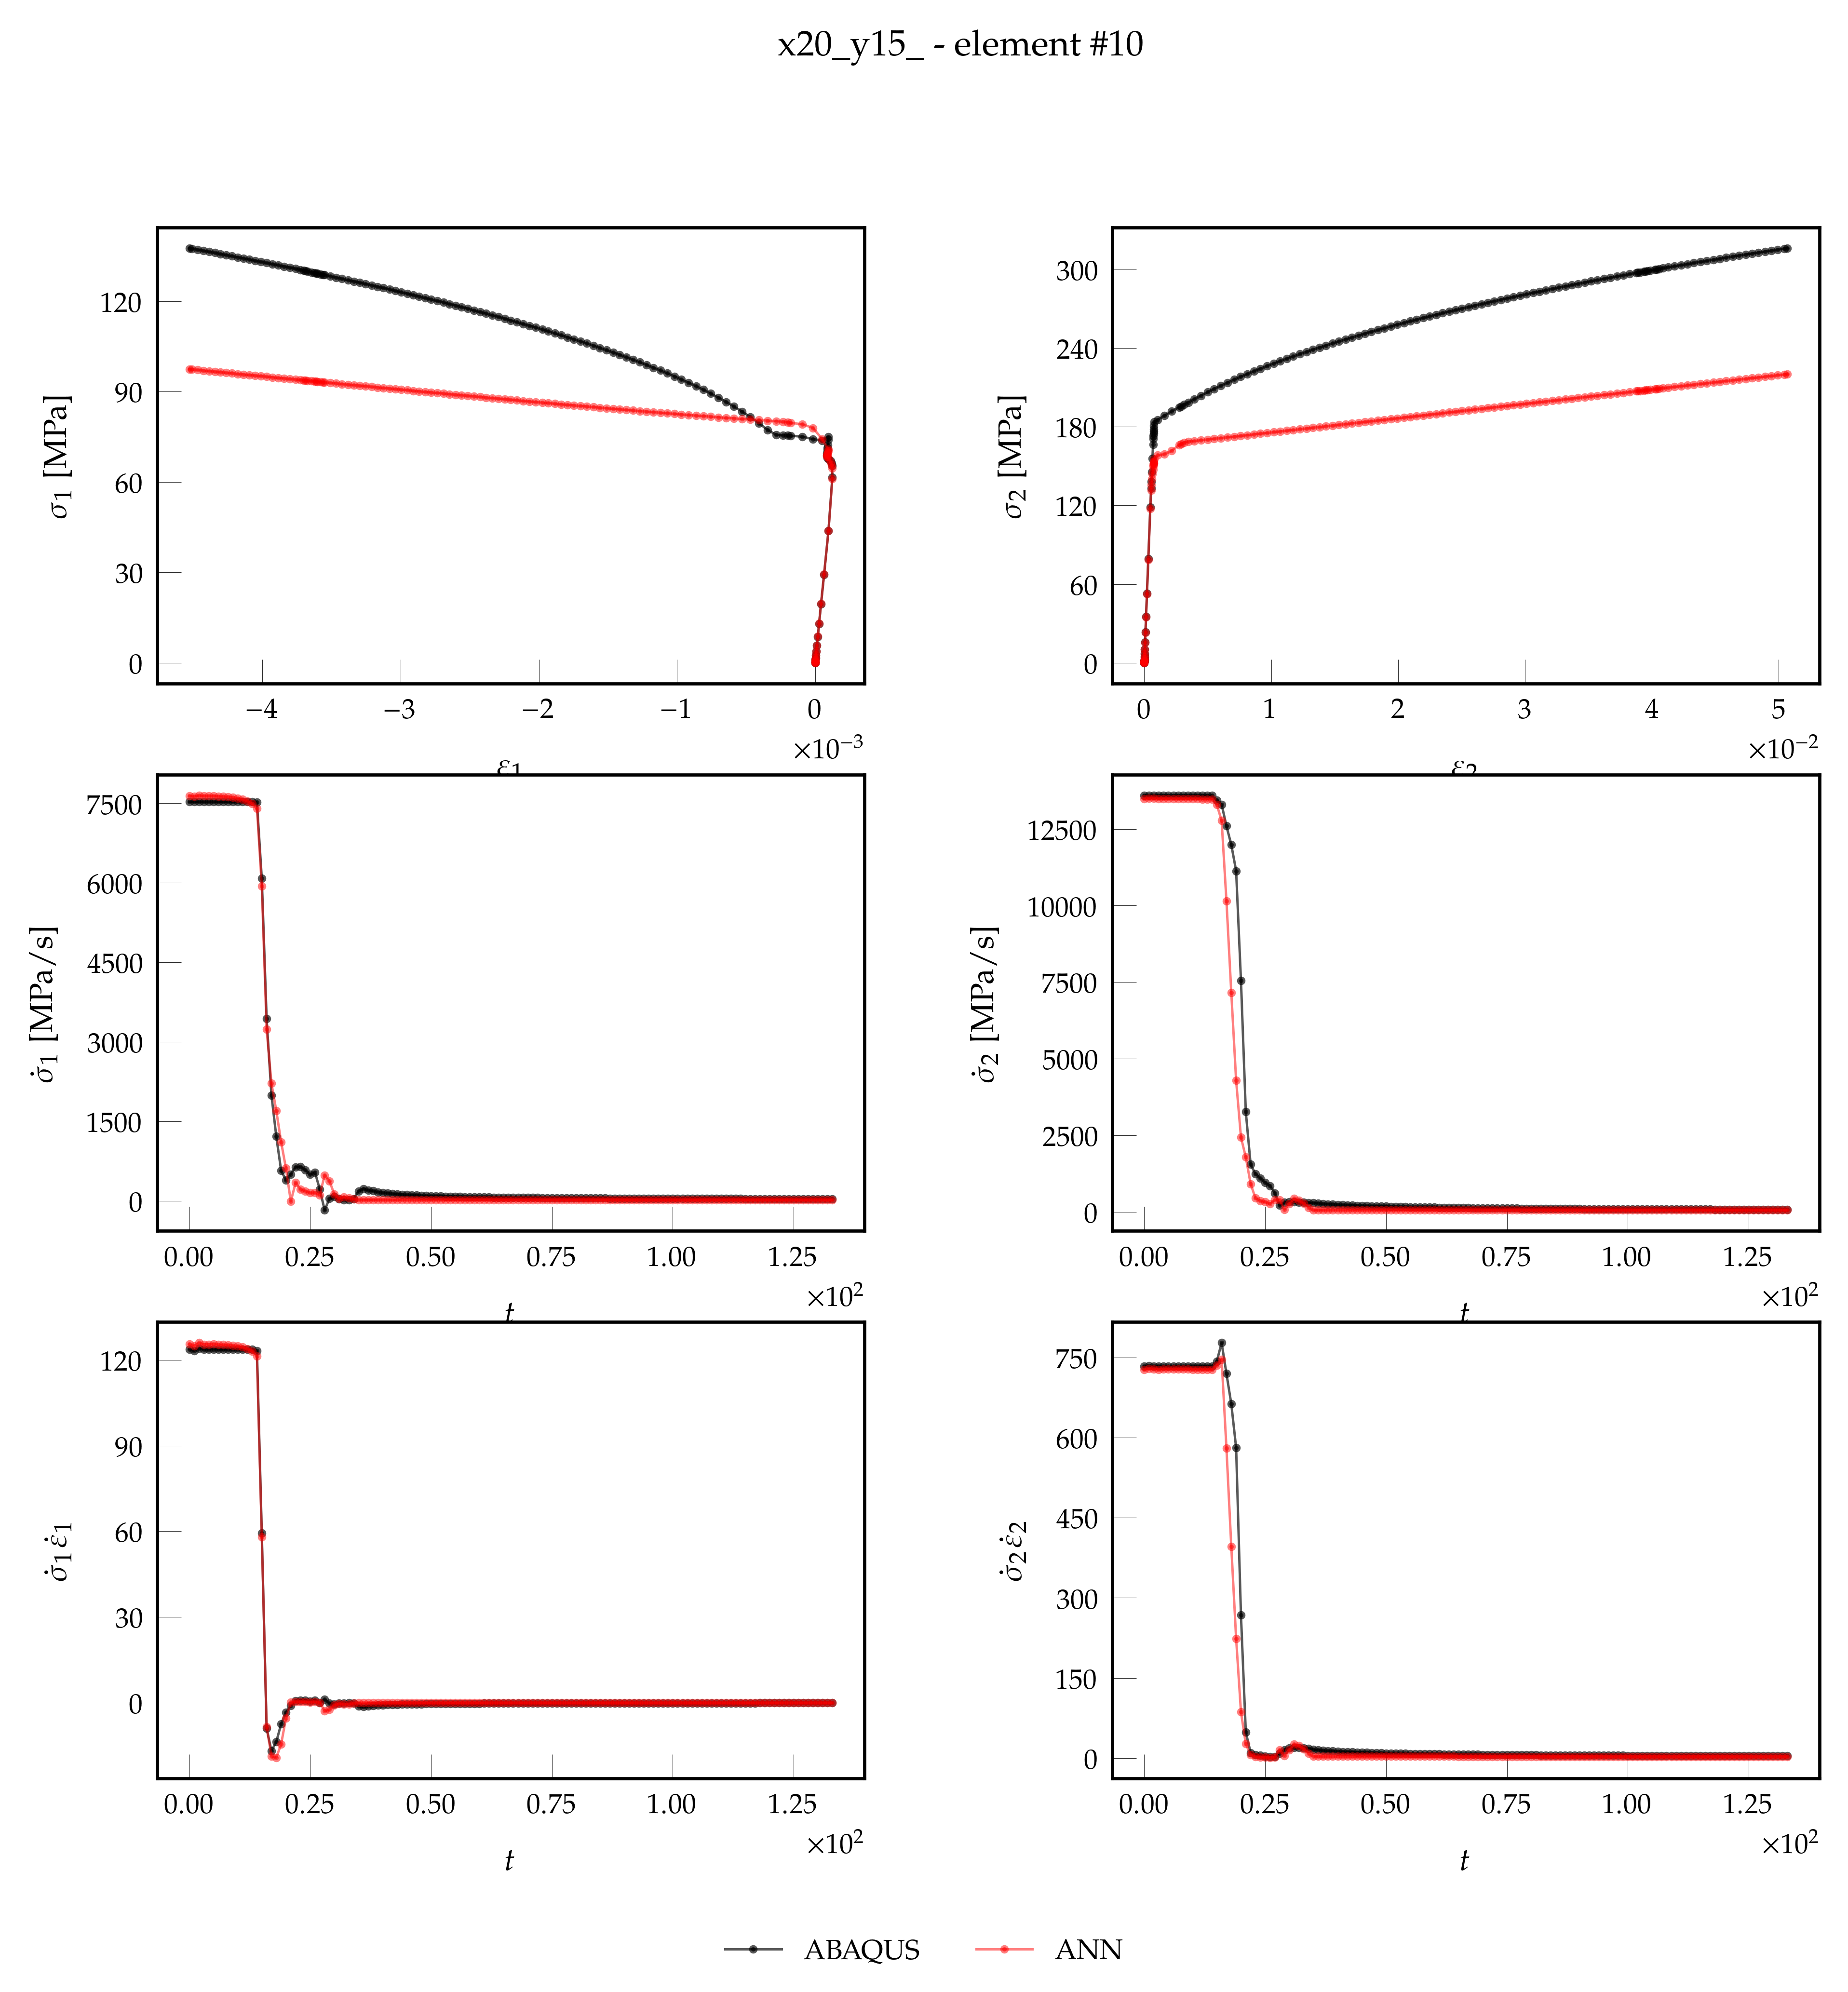 x20_y15_ - element #10
σ₁ [MPa]
120
90
60
30
0
−4 −3 −2 −1 0
×10⁻³
ε₁
σ₂ [MPa]
300
240
180
120
60
0
0 1 2 3 4 5
×10⁻²
ε₂
σ̇₁ [MPa/s]
7500
6000
4500
3000
1500
0
0.00 0.25 0.50 0.75 1.00 1.25
×10²
t
σ̇₂ [MPa/s]
12500
10000
7500
5000
2500
0
0.00 0.25 0.50 0.75 1.00 1.25
×10²
t
σ̇₁ε̇₁
120
90
60
30
0
0.00 0.25 0.50 0.75 1.00 1.25
×10²
t
σ̇₂ε̇₂
750
600
450
300
150
0
0.00 0.25 0.50 0.75 1.00 1.25
×10²
t
ABAQUS ANN